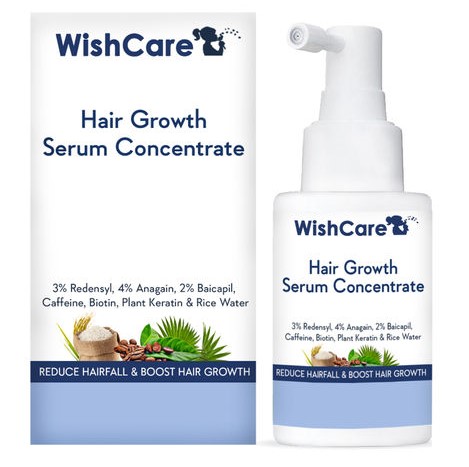 WishCare
Hair Growth
Serum Concentrate
3% Redensyl, 4% Anagain, 2% Baicapil,
Caffeine, Biotin, Plant Keratin & Rice Water
REDUCE HAIRFALL & BOOST HAIR GROWTH
WishCare
Hair Growth
Serum Concentrate
3% Redensyl, 4% Anagain, 2% Baicapil,
Caffeine, Biotin, Plant Keratin & Rice Water
REDUCE HAIRFALL & BOOST HAIR GROWTH